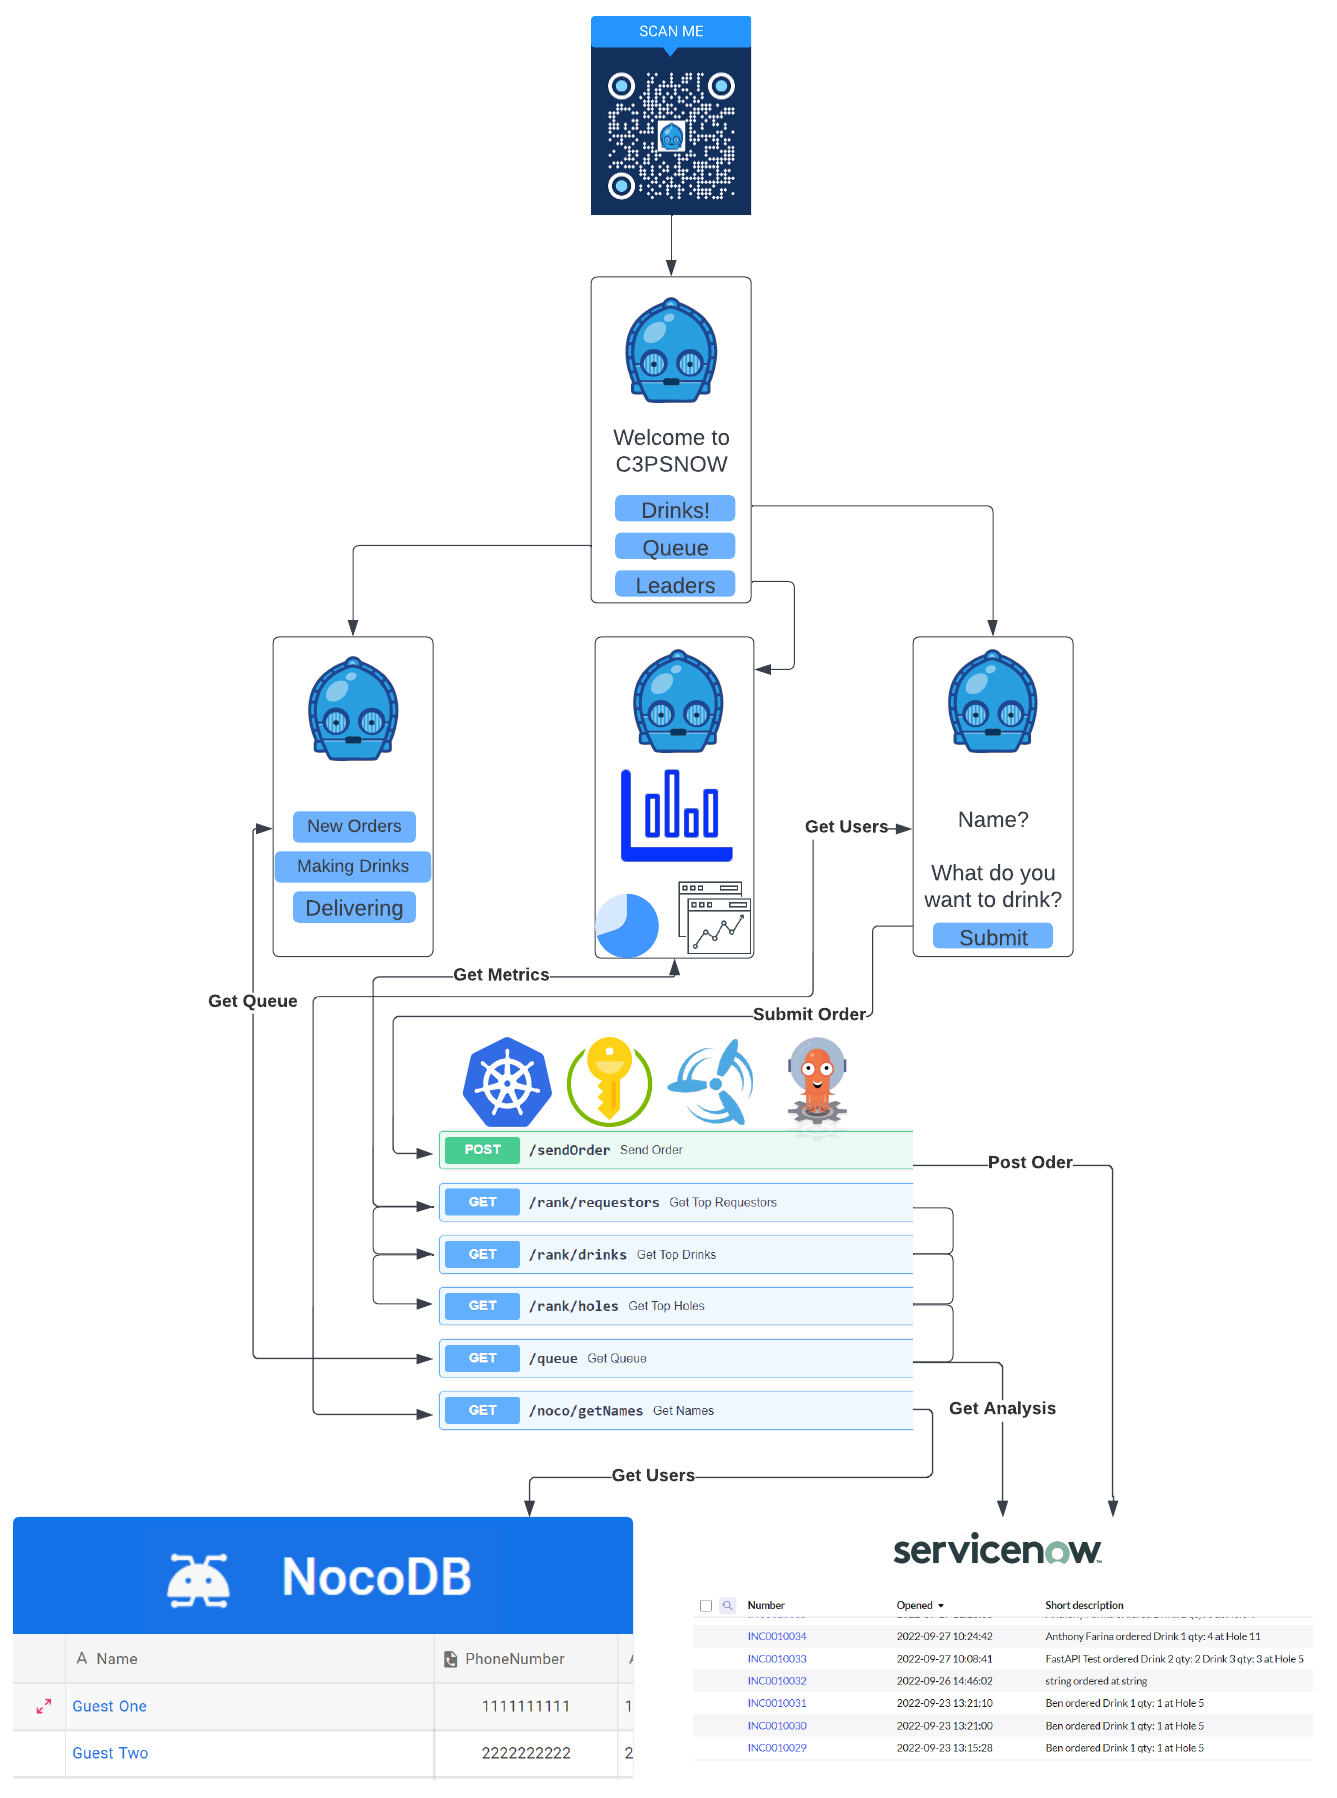 SCAN ME
Welcome to
C3PSNOW
Drinks!
Queue
Leaders
New Orders
Making Drinks
Delivering
Get Users
Name?
What do you
want to drink?
Submit
Get Metrics
Get Queue
Submit Order
POST /sendOrder Send Order
Post Oder
GET /rank/requestors Get Top Requestors
GET /rank/drinks Get Top Drinks
GET /rank/holes Get Top Holes
GET /queue Get Queue
GET /noco/getNames Get Names
Get Analysis
Get Users
NocoDB
A Name PhoneNumber
Guest One 1111111111 1
Guest Two 2222222222 2
servicenow
Number Opened Short description
INC0010034 2022-09-27 10:24:42 Anthony Farina ordered Drink 1 qty: 4 at Hole 11
INC0010033 2022-09-27 10:08:41 FastAPI Test ordered Drink 2 qty: 2 Drink 3 qty: 3 at Hole 5
INC0010032 2022-09-26 14:46:02 string ordered at string
INC0010031 2022-09-23 13:21:10 Ben ordered Drink 1 qty: 1 at Hole 5
INC0010030 2022-09-23 13:21:00 Ben ordered Drink 1 qty: 1 at Hole 5
INC0010029 2022-09-23 13:15:28 Ben ordered Drink 1 qty: 1 at Hole 5